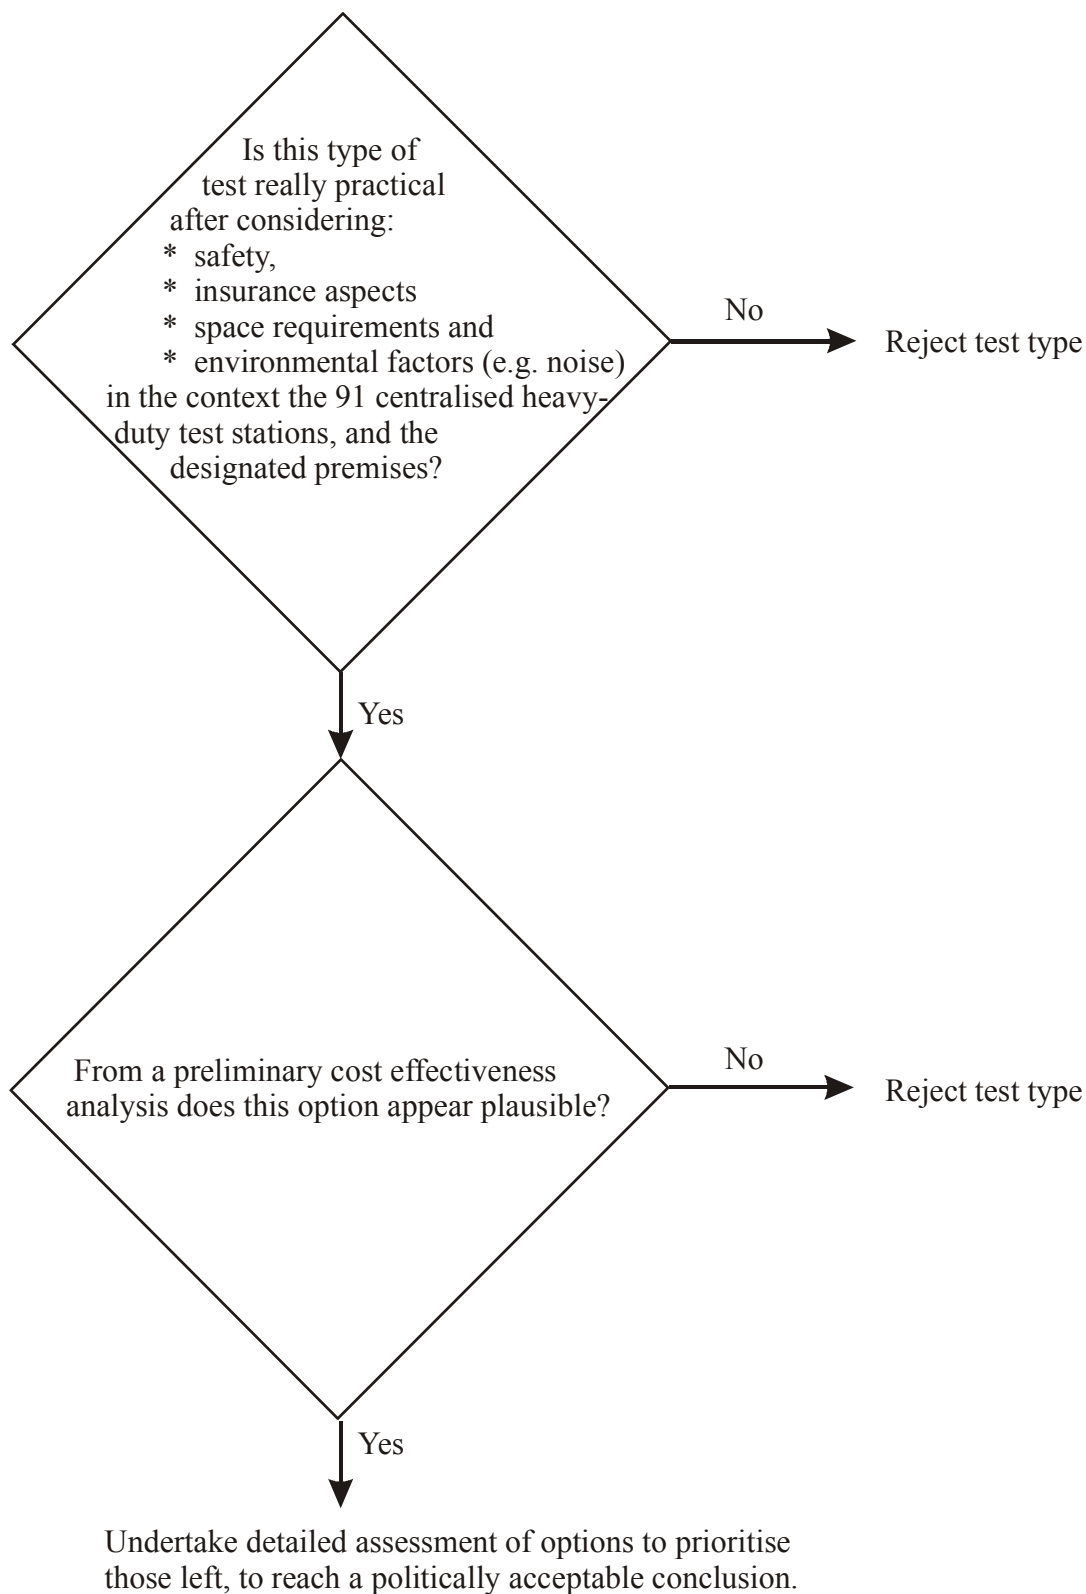 Is this type of
test really practical
after considering:
* safety,
* insurance aspects
* space requirements and
* environmental factors (e.g. noise)
in the context the 91 centralised heavy-
duty test stations, and the
designated premises?
No
Reject test type
Yes
From a preliminary cost effectiveness
analysis does this option appear plausible?
No
Reject test type
Yes
Undertake detailed assessment of options to prioritise
those left, to reach a politically acceptable conclusion.